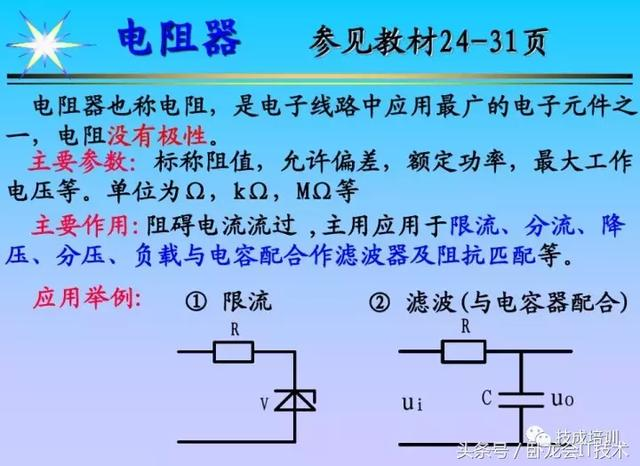 电阻器 参见教材24-31页
电阻器也称电阻，是电子线路中应用最广的电子元件之
一，电阻没有极性。
主要参数：标称阻值，允许偏差，额定功率，最大工作
电压等。单位为Ω，kΩ，MΩ等
主要作用：阻碍电流流过，主用应用于限流、分流、降
压、分压、负载与电容配合作滤波器及阻抗匹配等。
应用举例： ① 限流 ② 滤波(与电容器配合)
R R
V ui C uo
技成培训
头条号／卧龙会IT技术